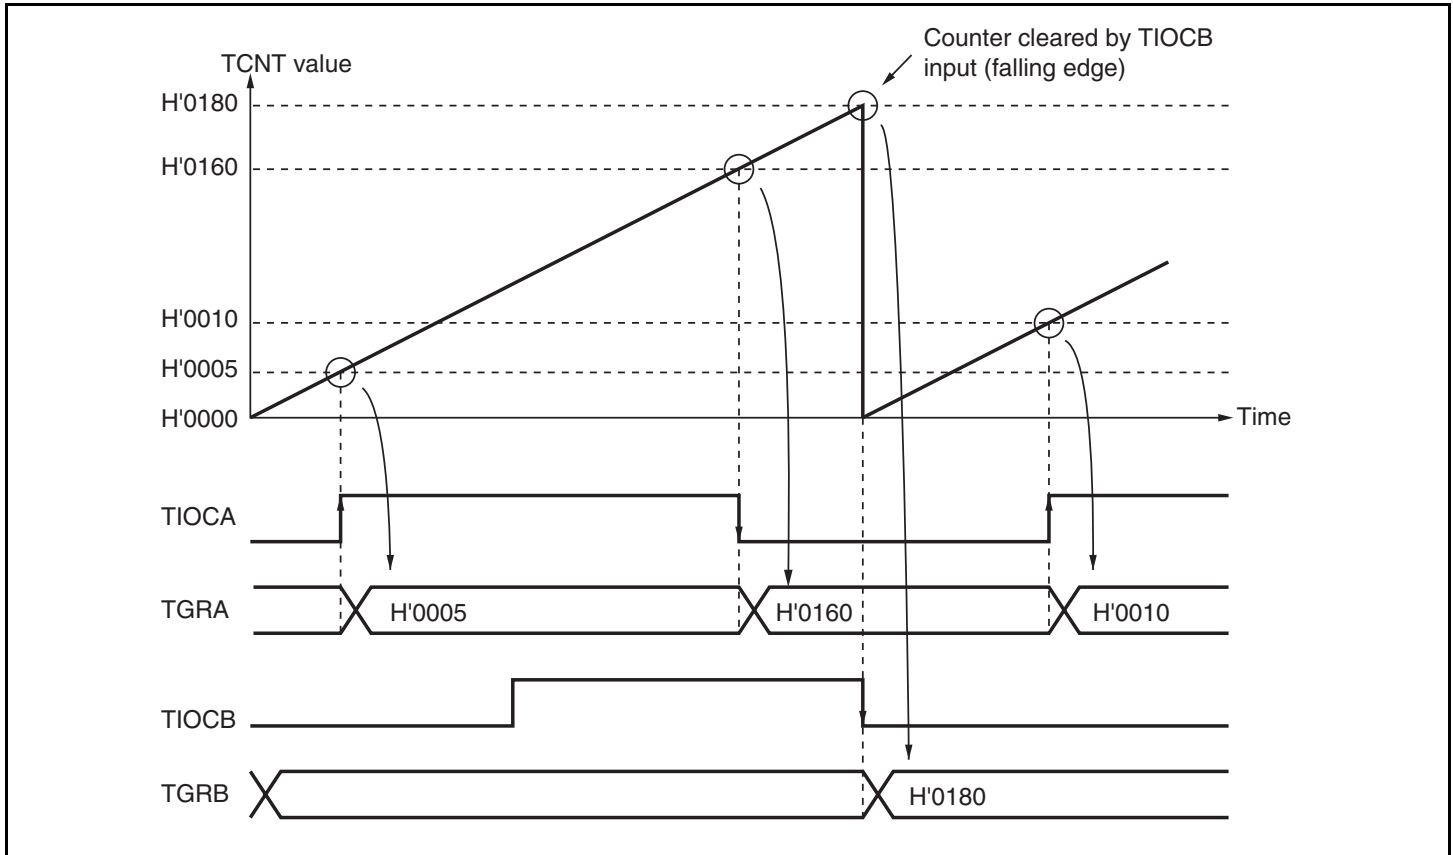 Counter cleared by TIOCB
input (falling edge)
TCNT value
H'0180
H'0160
H'0010
H'0005
H'0000
Time
TIOCA
TGRA
H'0005
H'0160
H'0010
TIOCB
TGRB
H'0180